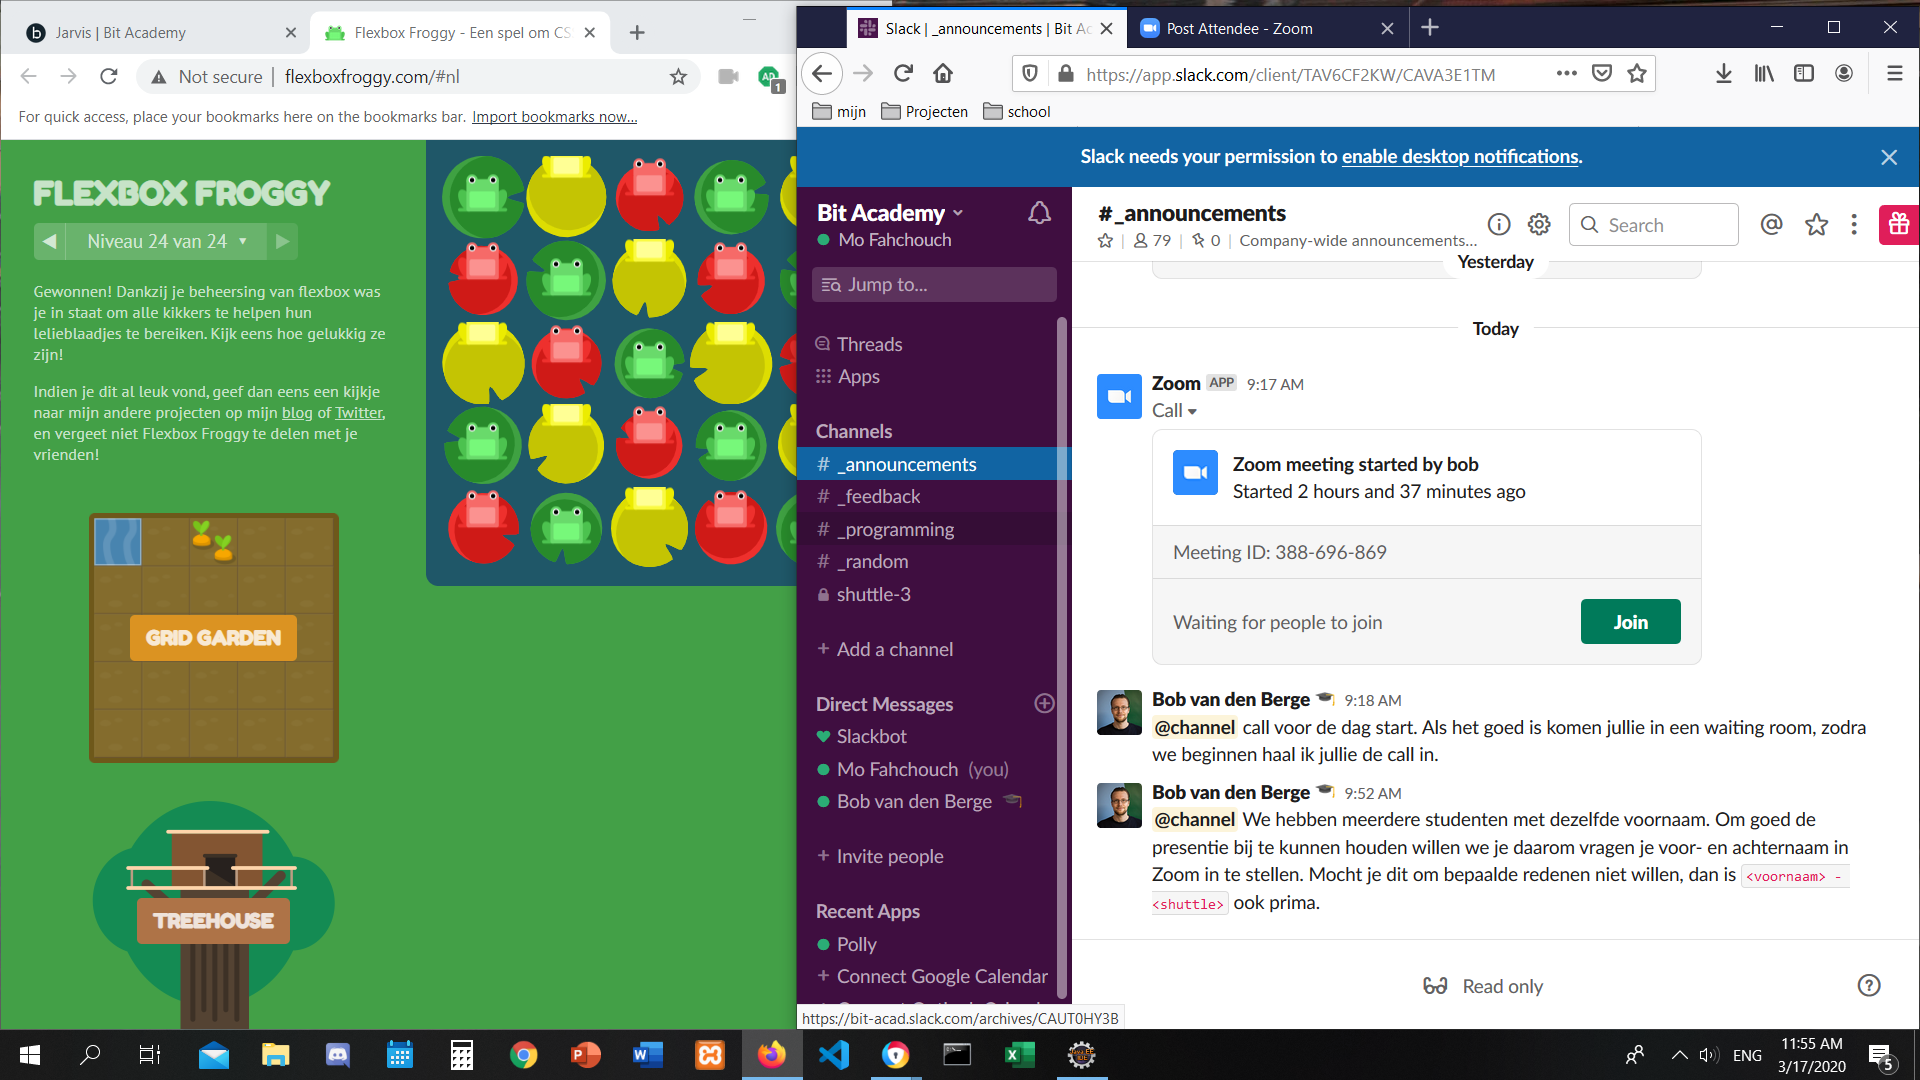 Jarvis | Bit Academy
Flexbox Froggy - Een spel om CS
Not secure | flexboxfroggy.com/#nl
AD
1
For quick access, place your bookmarks here on the bookmarks bar. Import bookmarks now...
FLEXBOX FROGGY
Niveau 24 van 24
Gewonnen! Dankzij je beheersing van flexbox was
je in staat om alle kikkers te helpen hun
lelieblaadjes te bereiken. Kijk eens hoe gelukkig ze
zijn!
Indien je dit al leuk vond, geef dan eens een kijkje
naar mijn andere projecten op mijn blog of Twitter,
en vergeet niet Flexbox Froggy te delen met je
vrienden!
GRID GARDEN
TREEHOUSE
Slack | _announcements | Bit Ac
Post Attendee - Zoom
https://app.slack.com/client/TAV6CF2KW/CAVA3E1TM
mijn
Projecten
school
Slack needs your permission to enable desktop notifications.
Bit Academy
Mo Fahchouch
Jump to...
Threads
Apps
Channels
# _announcements
# _feedback
# _programming
# _random
shuttle-3
+ Add a channel
Direct Messages
Slackbot
Mo Fahchouch (you)
Bob van den Berge
+ Invite people
Recent Apps
Polly
+ Connect Google Calendar
https://bit-acad.slack.com/archives/CAUT0HY3B
#_announcements
79 | 0 | Company-wide announcements...
Search
Yesterday
Today
Zoom APP 9:17 AM
Call
Zoom meeting started by bob
Started 2 hours and 37 minutes ago
Meeting ID: 388-696-869
Waiting for people to join
Join
Bob van den Berge 9:18 AM
@channel call voor de dag start. Als het goed is komen jullie in een waiting room, zodra
we beginnen haal ik jullie de call in.
Bob van den Berge 9:52 AM
@channel We hebben meerdere studenten met dezelfde voornaam. Om goed de
presentie bij te kunnen houden willen we je daarom vragen je voor- en achternaam in
Zoom in te stellen. Mocht je dit om bepaalde redenen niet willen, dan is <voornaam> -
<shuttle> ook prima.
Read only
ENG
11:55 AM
3/17/2020
5